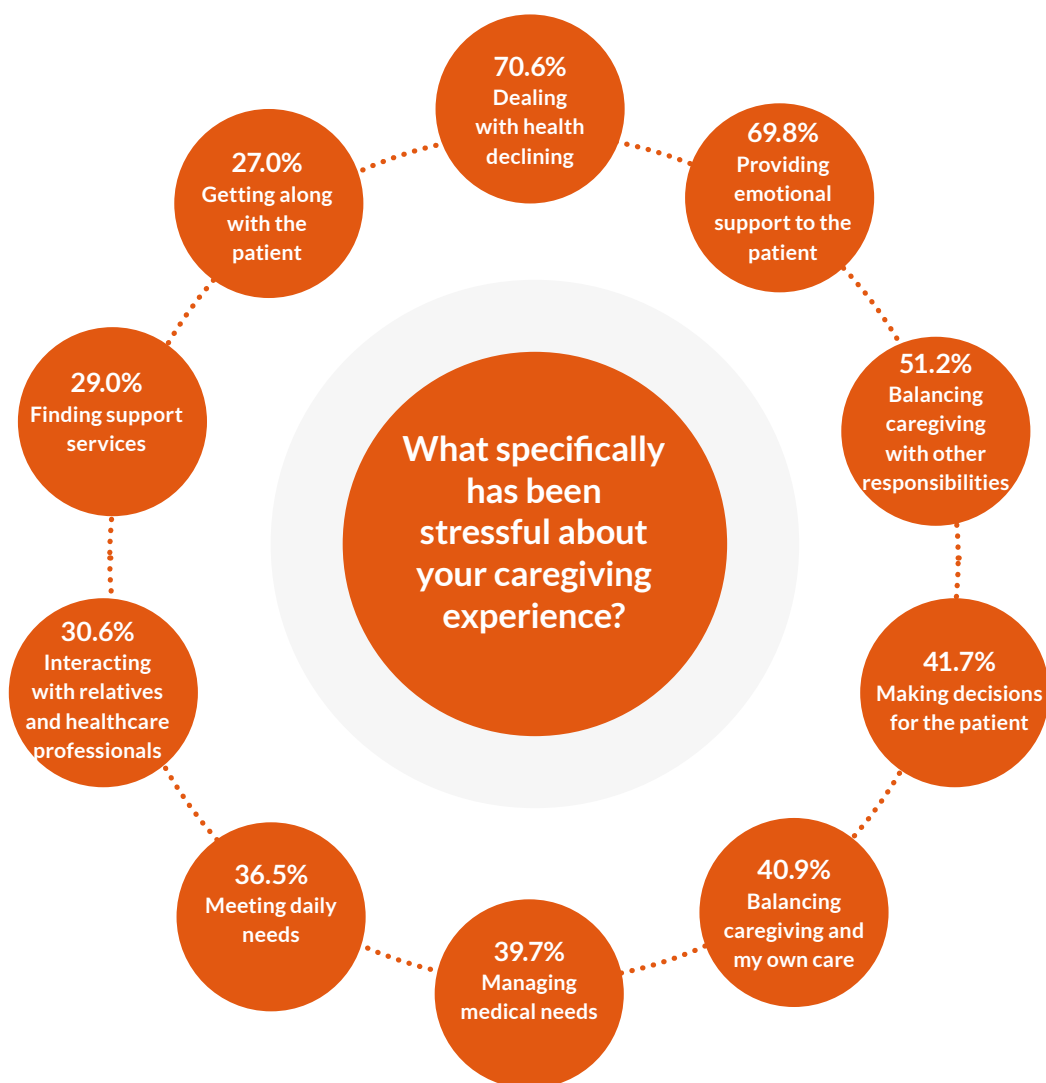 70.6%
Dealing
with health
declining
69.8%
Providing
emotional
support to the
patient
51.2%
Balancing
caregiving
with other
responsibilities
41.7%
Making decisions
for the patient
40.9%
Balancing
caregiving and
my own care
39.7%
Managing
medical needs
36.5%
Meeting daily
needs
30.6%
Interacting
with relatives
and healthcare
professionals
29.0%
Finding support
services
27.0%
Getting along
with the
patient
What specifically
has been
stressful about
your caregiving
experience?